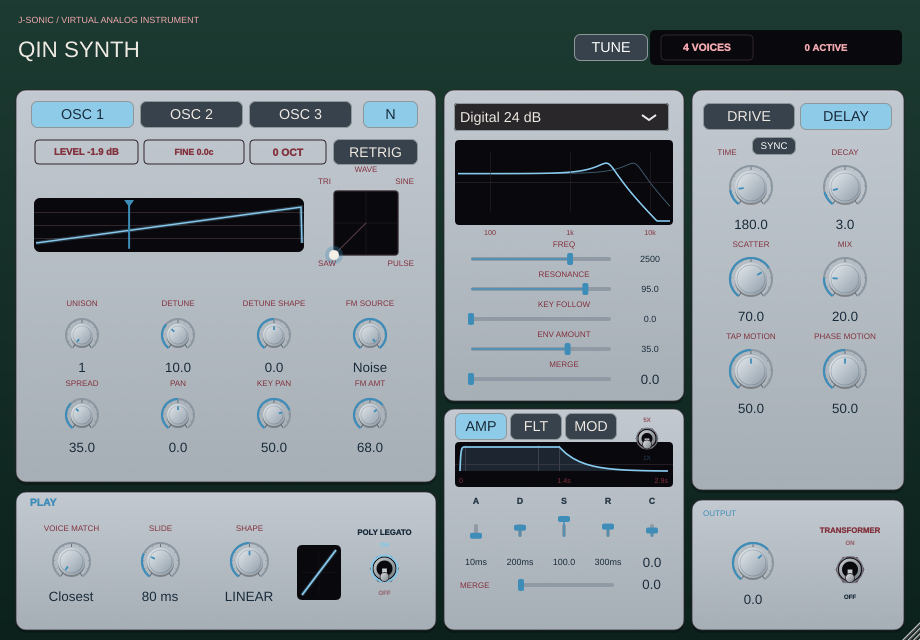 J-SONIC / VIRTUAL ANALOG INSTRUMENT
QIN SYNTH
TUNE
4 VOICES
0 ACTIVE
OSC 1
OSC 2
OSC 3
N
LEVEL -1.9 dB
FINE 0.0c
0 OCT
RETRIG
WAVE
TRI
SINE
SAW
PULSE
UNISON
DETUNE
DETUNE SHAPE
FM SOURCE
1
10.0
0.0
Noise
SPREAD
PAN
KEY PAN
FM AMT
35.0
0.0
50.0
68.0
PLAY
VOICE MATCH
SLIDE
SHAPE
POLY LEGATO
Closest
80 ms
LINEAR
OFF
Digital 24 dB
100
1k
10k
FREQ
2500
RESONANCE
95.0
KEY FOLLOW
0.0
ENV AMOUNT
35.0
MERGE
0.0
AMP
FLT
MOD
5X
1X
0
1.4s
2.8s
A
D
S
R
C
10ms
200ms
100.0
300ms
0.0
MERGE
0.0
DRIVE
DELAY
TIME
SYNC
DECAY
180.0
3.0
SCATTER
MIX
70.0
20.0
TAP MOTION
PHASE MOTION
50.0
50.0
OUTPUT
TRANSFORMER
ON
0.0
OFF